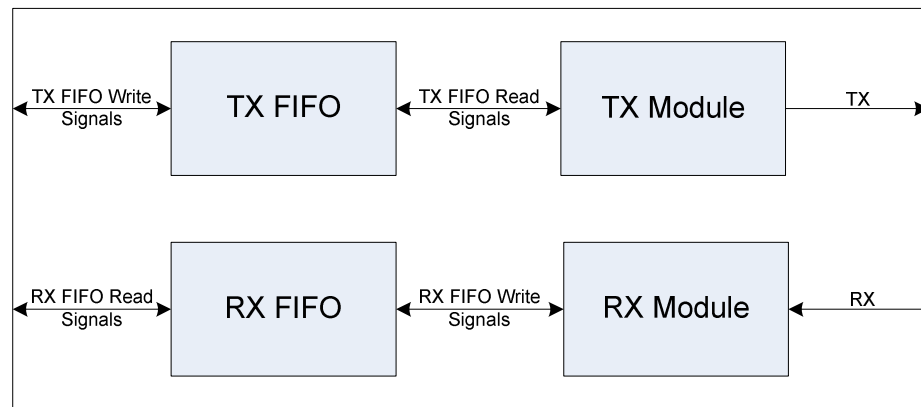 TX FIFO Write
Signals
TX FIFO
TX FIFO Read
Signals
TX Module
TX
RX FIFO Read
Signals
RX FIFO
RX FIFO Write
Signals
RX Module
RX